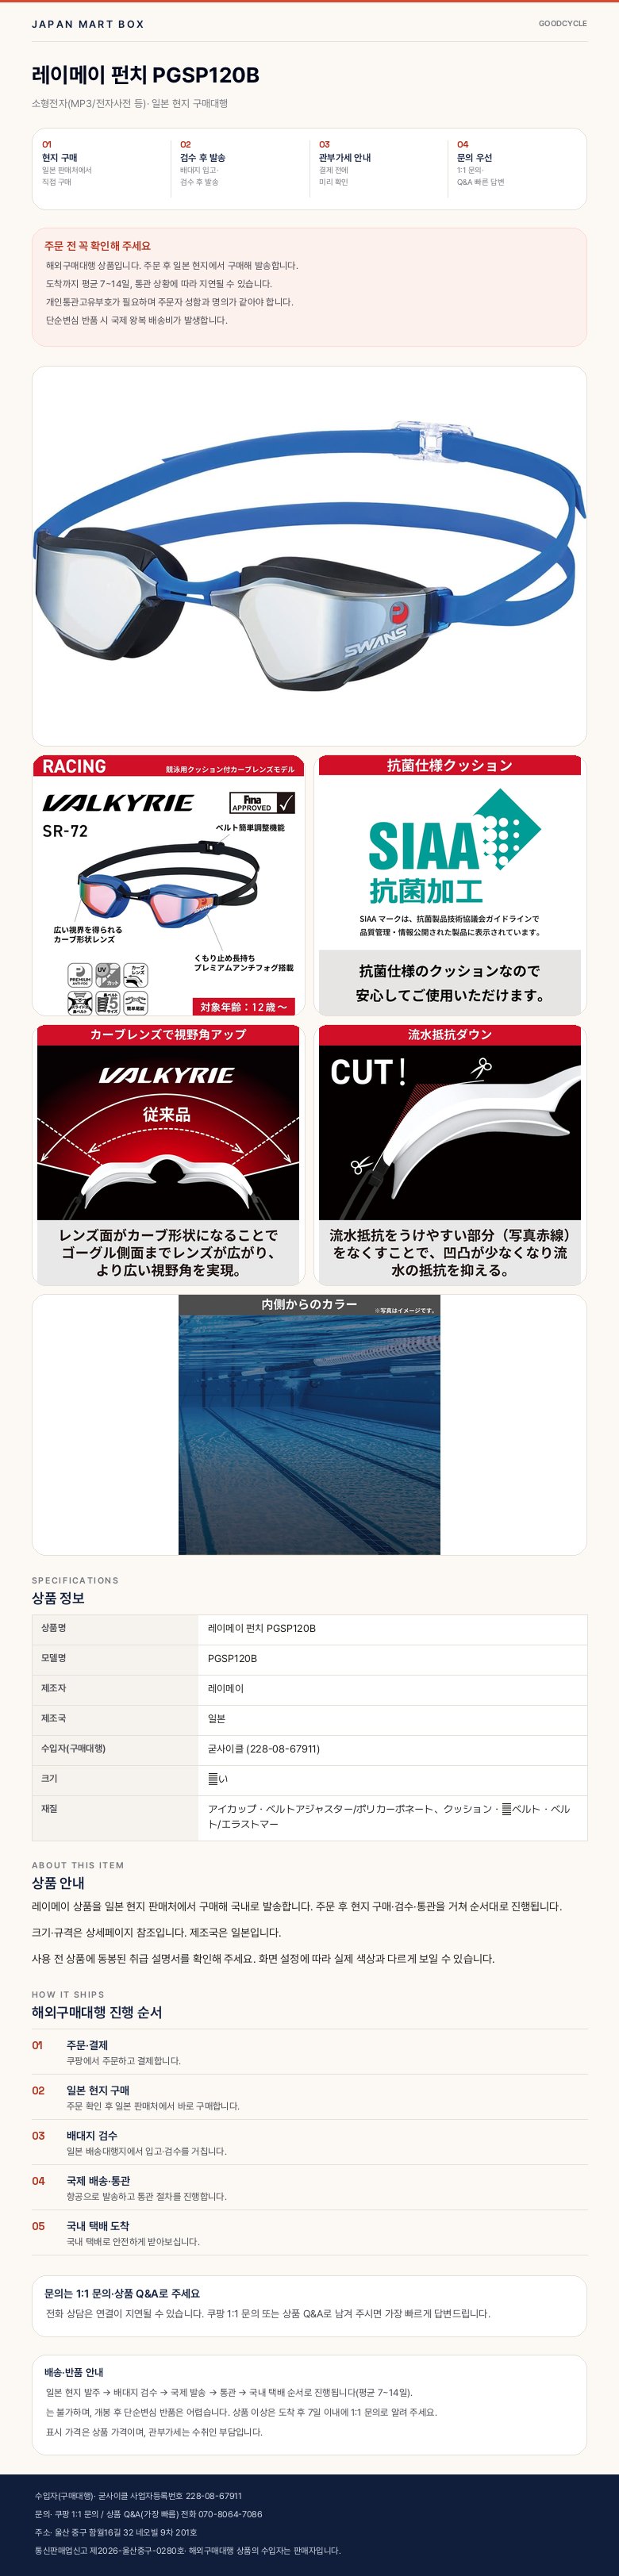 JAPAN MART BOX
GOODCYCLE
레이메이 펀치 PGSP120B
소형전자(MP3/전자사전 등)· 일본 현지 구매대행
01
현지 구매
일본 판매처에서
직접 구매
02
검수 후 발송
배대지 입고·
검수 후 발송
03
관부가세 안내
결제 전에
미리 확인
04
문의 우선
1:1 문의·
Q&A 빠른 답변
주문 전 꼭 확인해 주세요
해외구매대행 상품입니다. 주문 후 일본 현지에서 구매해 발송합니다.
도착까지 평균 7~14일, 통관 상황에 따라 지연될 수 있습니다.
개인통관고유부호가 필요하며 주문자 성함과 명의가 같아야 합니다.
단순변심 반품 시 국제 왕복 배송비가 발생합니다.
SWANS
RACING
競泳用クッション付カーブレンズモデル
VALKYRIE
Fina APPROVED
SR-72
ベルト簡単調整機能
広い視界を得られる
カーブ形状レンズ
くもり止め長持ち
プレミアムアンチフォグ搭載
対象年齢：12歳〜
抗菌仕様クッション
SIAA
抗菌加工
SIAA マークは、抗菌製品技術協議会ガイドラインで
品質管理・情報公開された製品に表示されています。
抗菌仕様のクッションなので
安心してご使用いただけます。
カーブレンズで視野角アップ
VALKYRIE
従来品
レンズ面がカーブ形状になることで
ゴーグル側面までレンズが広がり、
より広い視野角を実現。
流水抵抗ダウン
CUT！
流水抵抗をうけやすい部分（写真赤線）
をなくすことで、凹凸が少なくなり流
水の抵抗を抑える。
内側からのカラー
※写真はイメージです。
SPECIFICATIONS
상품 정보
상품명
레이메이 펀치 PGSP120B
모델명
PGSP120B
제조자
레이메이
제조국
일본
수입자(구매대행)
굳사이클 (228-08-67911)
크기
い
재질
アイカップ・ベルトアジャスター/ポリカーボネート、クッション・ベルト・ベル
ト/エラストマー
ABOUT THIS ITEM
상품 안내
레이메이 상품을 일본 현지 판매처에서 구매해 국내로 발송합니다. 주문 후 현지 구매·검수·통관을 거쳐 순서대로 진행됩니다.
크기·규격은 상세페이지 참조입니다. 제조국은 일본입니다.
사용 전 상품에 동봉된 취급 설명서를 확인해 주세요. 화면 설정에 따라 실제 색상과 다르게 보일 수 있습니다.
HOW IT SHIPS
해외구매대행 진행 순서
01
주문·결제
쿠팡에서 주문하고 결제합니다.
02
일본 현지 구매
주문 확인 후 일본 판매처에서 바로 구매합니다.
03
배대지 검수
일본 배송대행지에서 입고·검수를 거칩니다.
04
국제 배송·통관
항공으로 발송하고 통관 절차를 진행합니다.
05
국내 택배 도착
국내 택배로 안전하게 받아보십니다.
문의는 1:1 문의·상품 Q&A로 주세요
전화 상담은 연결이 지연될 수 있습니다. 쿠팡 1:1 문의 또는 상품 Q&A로 남겨 주시면 가장 빠르게 답변드립니다.
배송·반품 안내
일본 현지 발주 → 배대지 검수 → 국제 발송 → 통관 → 국내 택배 순서로 진행됩니다(평균 7~14일).
는 불가하며, 개봉 후 단순변심 반품은 어렵습니다. 상품 이상은 도착 후 7일 이내에 1:1 문의로 알려 주세요.
표시 가격은 상품 가격이며, 관부가세는 수취인 부담입니다.
수입자(구매대행)· 굳사이클 사업자등록번호 228-08-67911
문의· 쿠팡 1:1 문의 / 상품 Q&A(가장 빠름) 전화 070-8064-7086
주소· 울산 중구 함월16길 32 네오빌 9차 201호
통신판매업신고 제2026-울산중구-0280호· 해외구매대행 상품의 수입자는 판매자입니다.